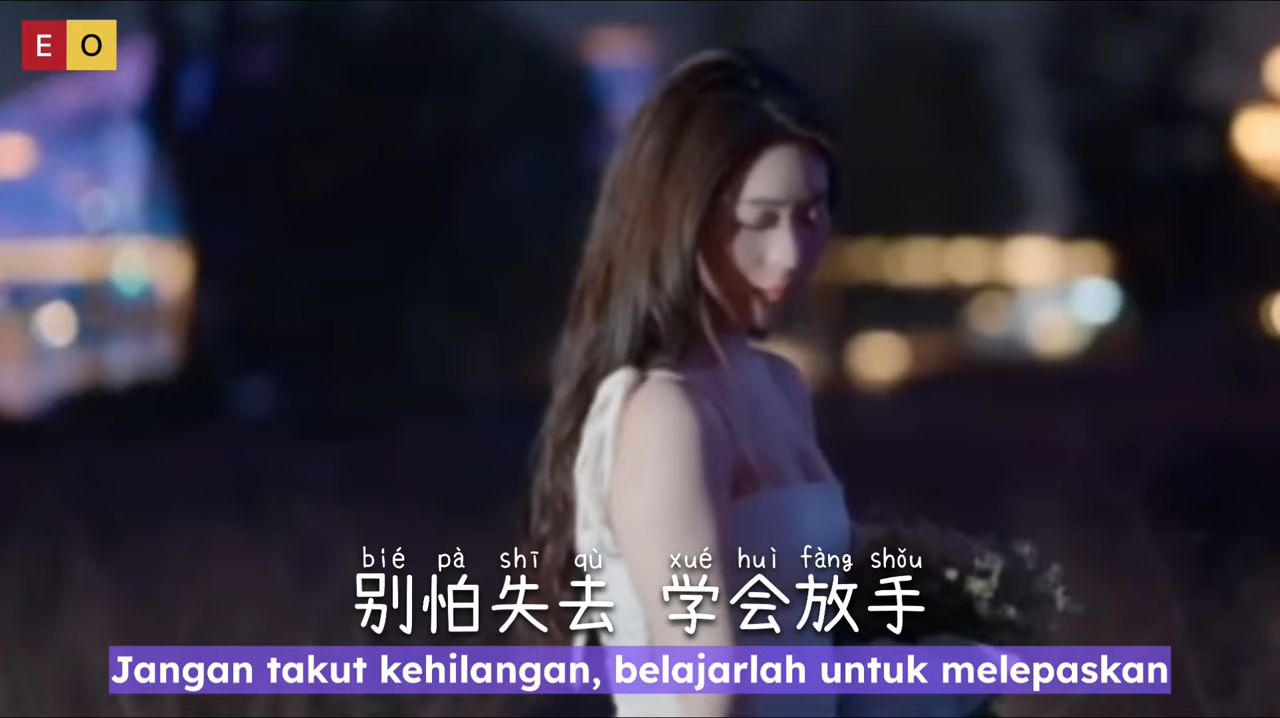 E O
bié pà shī qù xué huì fàng shǒu
别怕失去 学会放手
Jangan takut kehilangan, belajarlah untuk melepaskan